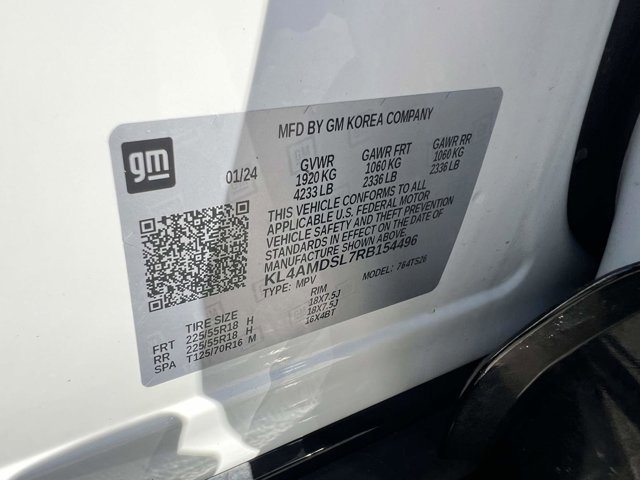 MFD BY GM KOREA COMPANY
gm
01/24
GVWR GAWR FRT GAWR RR
1920 KG 1060 KG 1060 KG
4233 LB 2336 LB 2336 LB
THIS VEHICLE CONFORMS TO ALL
APPLICABLE U.S. FEDERAL MOTOR
VEHICLE SAFETY AND THEFT PREVENTION
STANDARDS IN EFFECT ON THE DATE OF
MANUFACTURE SHOWN ABOVE.
KL4AMDSL7RB154496
TYPE: MPV MODEL: 764TS26
TIRE SIZE RIM
FRT 225/55R18 H 18X7.5J
RR 225/55R18 H 18X7.5J
SPA T125/70R16 M 16X4BT